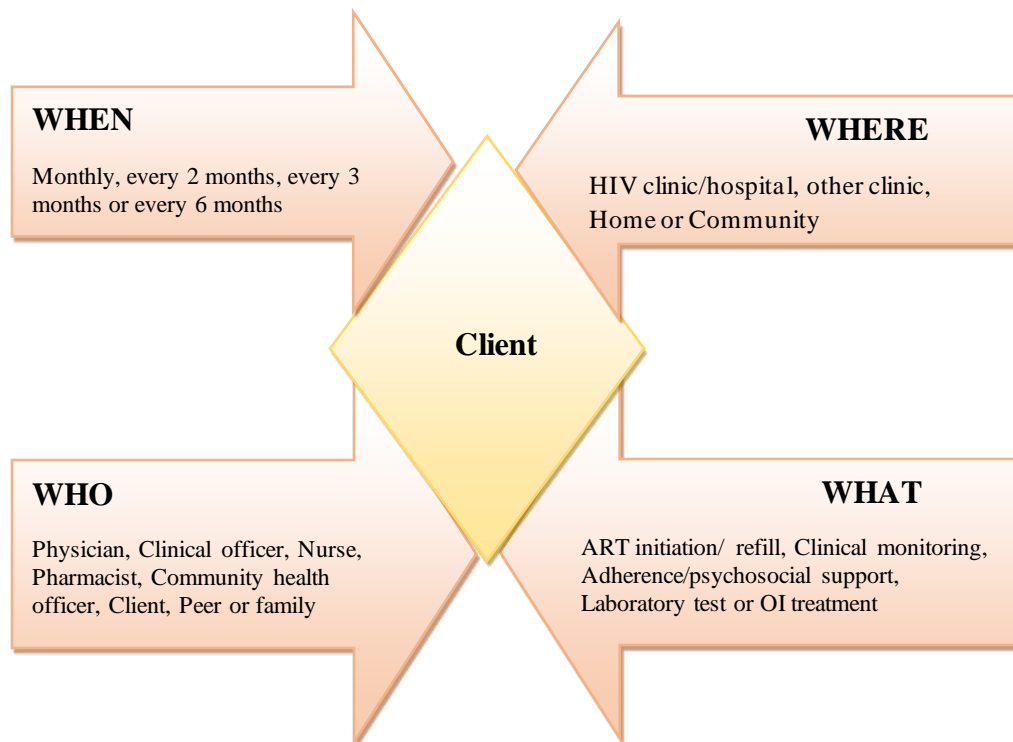 WHEN
Monthly, every 2 months, every 3
months or every 6 months
WHERE
HIV clinic/hospital, other clinic,
Home or Community
Client
WHO
Physician, Clinical officer, Nurse,
Pharmacist, Community health
officer, Client, Peer or family
WHAT
ART initiation/ refill, Clinical monitoring,
Adherence/psychosocial support,
Laboratory test or OI treatment